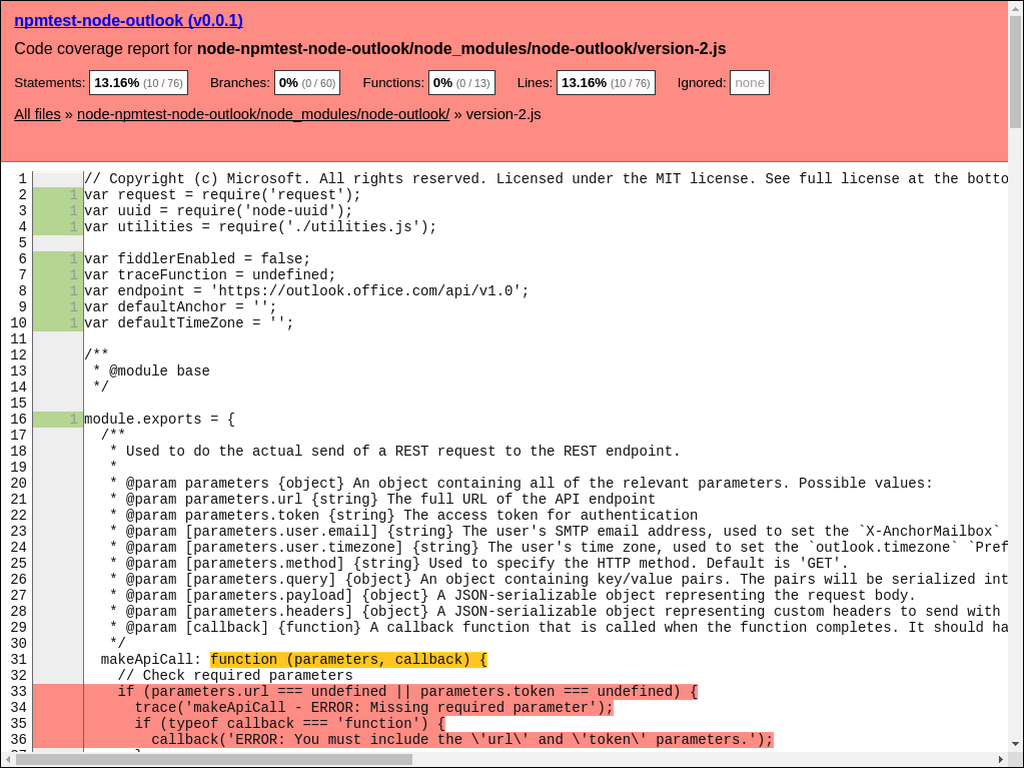 npmtest-node-outlook (v0.0.1)
Code coverage report for node-npmtest-node-outlook/node_modules/node-outlook/version-2.js
Statements: 13.16% (10 / 76) Branches: 0% (0 / 60) Functions: 0% (0 / 13) Lines: 13.16% (10 / 76) Ignored: none
All files » node-npmtest-node-outlook/node_modules/node-outlook/ » version-2.js
1 // Copyright (c) Microsoft. All rights reserved. Licensed under the MIT license. See full license at the botto
2 1 var request = require('request');
3 1 var uuid = require('node-uuid');
4 1 var utilities = require('./utilities.js');
5
6 1 var fiddlerEnabled = false;
7 1 var traceFunction = undefined;
8 1 var endpoint = 'https://outlook.office.com/api/v1.0';
9 1 var defaultAnchor = '';
10 1 var defaultTimeZone = '';
11
12 /**
13 * @module base
14 */
15
16 1 module.exports = {
17 /**
18 * Used to do the actual send of a REST request to the REST endpoint.
19 *
20 * @param parameters {object} An object containing all of the relevant parameters. Possible values:
21 * @param parameters.url {string} The full URL of the API endpoint
22 * @param parameters.token {string} The access token for authentication
23 * @param [parameters.user.email] {string} The user's SMTP email address, used to set the `X-AnchorMailbox`
24 * @param [parameters.user.timezone] {string} The user's time zone, used to set the `outlook.timezone` `Pref
25 * @param [parameters.method] {string} Used to specify the HTTP method. Default is 'GET'.
26 * @param [parameters.query] {object} An object containing key/value pairs. The pairs will be serialized int
27 * @param [parameters.payload] {object} A JSON-serializable object representing the request body.
28 * @param [parameters.headers] {object} A JSON-serializable object representing custom headers to send with
29 * @param [callback] {function} A callback function that is called when the function completes. It should ha
30 */
31 makeApiCall: function (parameters, callback) {
32 // Check required parameters
33 if (parameters.url === undefined || parameters.token === undefined) {
34 trace('makeApiCall - ERROR: Missing required parameter');
35 if (typeof callback === 'function') {
36 callback('ERROR: You must include the \'url\' and \'token\' parameters.');